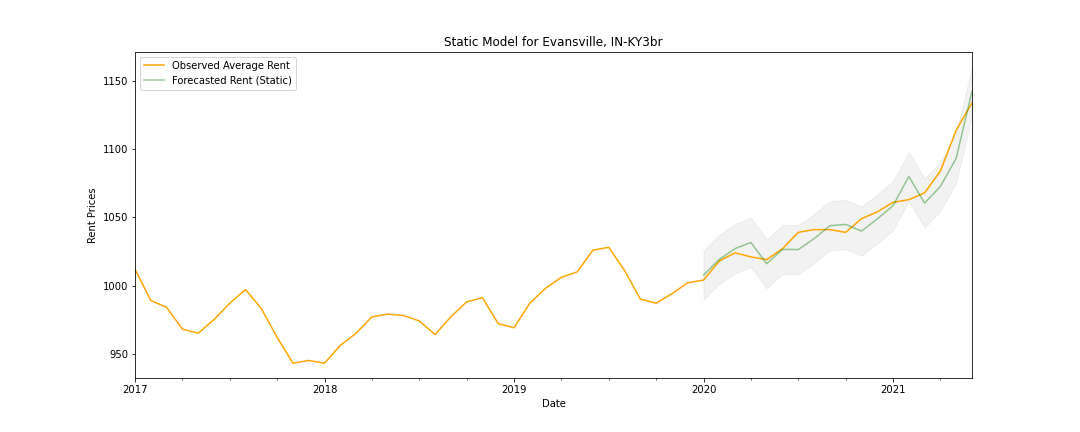 Static Model for Evansville, IN-KY3br
Observed Average Rent
Forecasted Rent (Static)
Rent Prices
1150
1100
1050
1000
950
2017
2018
2019
2020
2021
Date